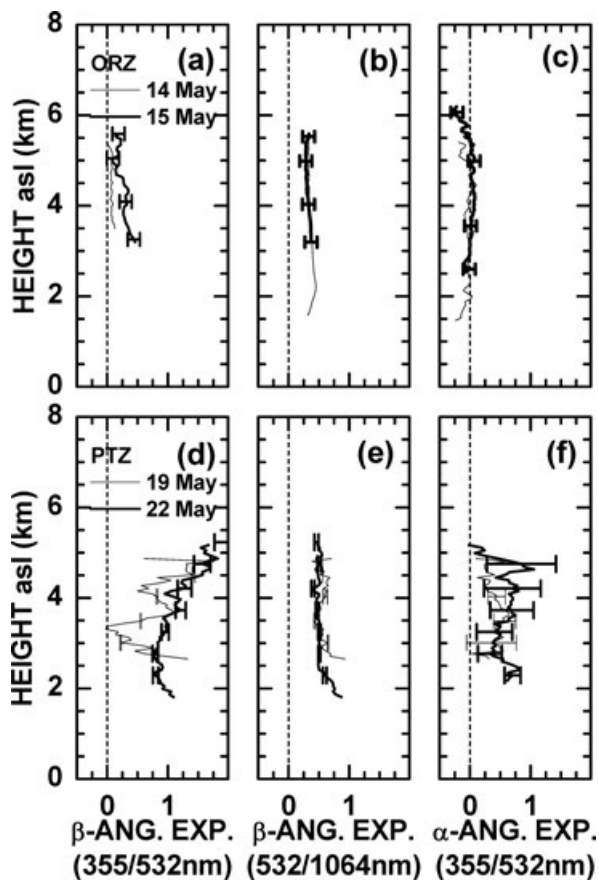 8
6
4
2
0
HEIGHT asl (km)
ORZ
14 May
15 May
(a)
(b)
(c)
8
6
4
2
0
HEIGHT asl (km)
PTZ
19 May
22 May
(d)
(e)
(f)
0 1 0 1 0 1
β-ANG. EXP. β-ANG. EXP. α-ANG. EXP.
(355/532nm) (532/1064nm) (355/532nm)